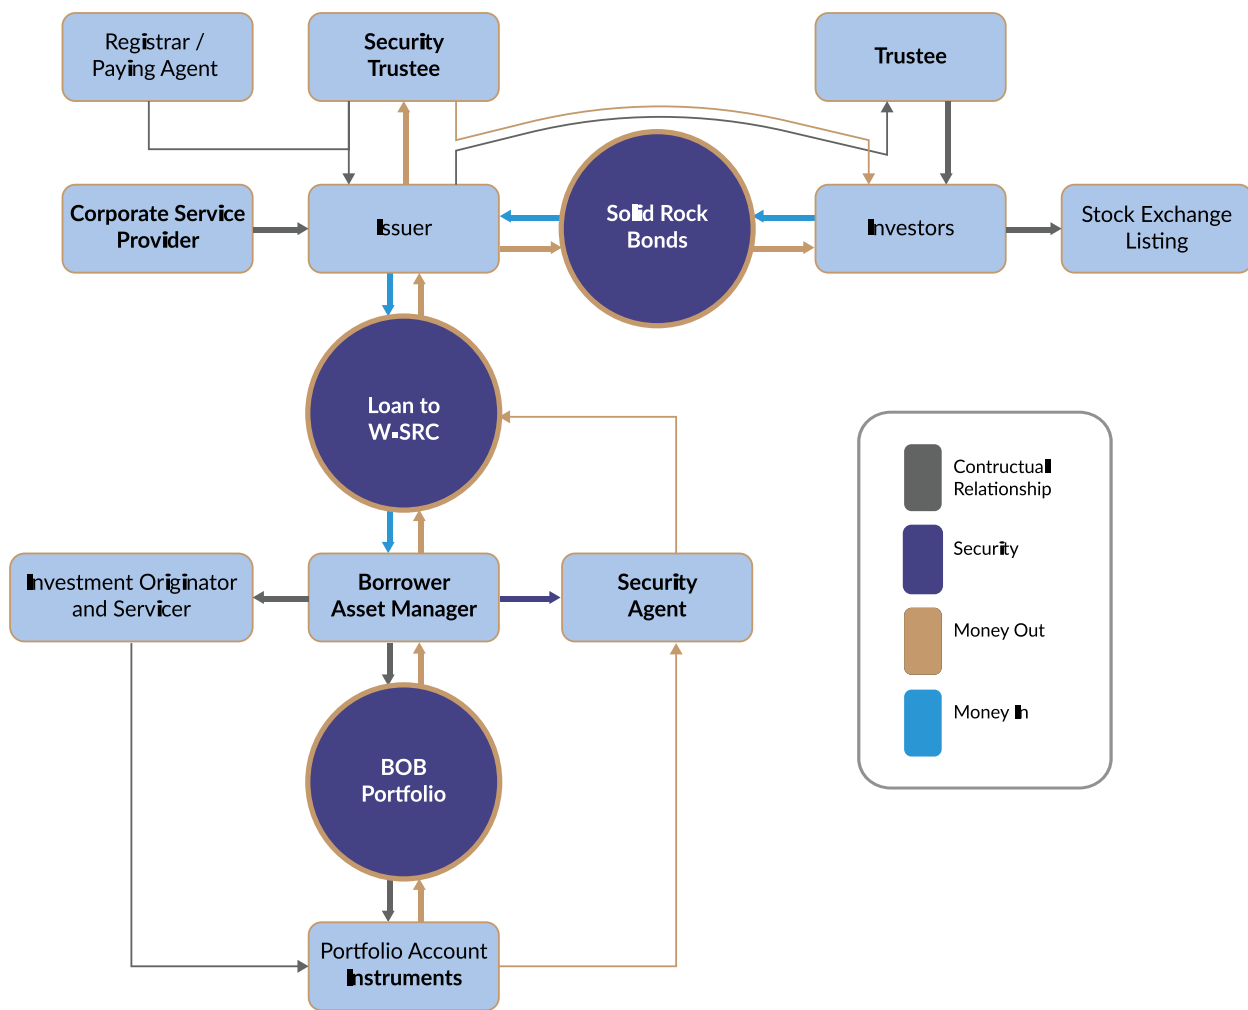 Registrar /
Paying Agent
Security
Trustee
Trustee
Corporate Service
Provider
Issuer
Solid Rock
Bonds
Investors
Stock Exchange
Listing
Loan to
W-SRC
Contructual
Relationship
Security
Money Out
Money In
Investment Originator
and Servicer
Borrower
Asset Manager
Security
Agent
BOB
Portfolio
Portfolio Account
Instruments